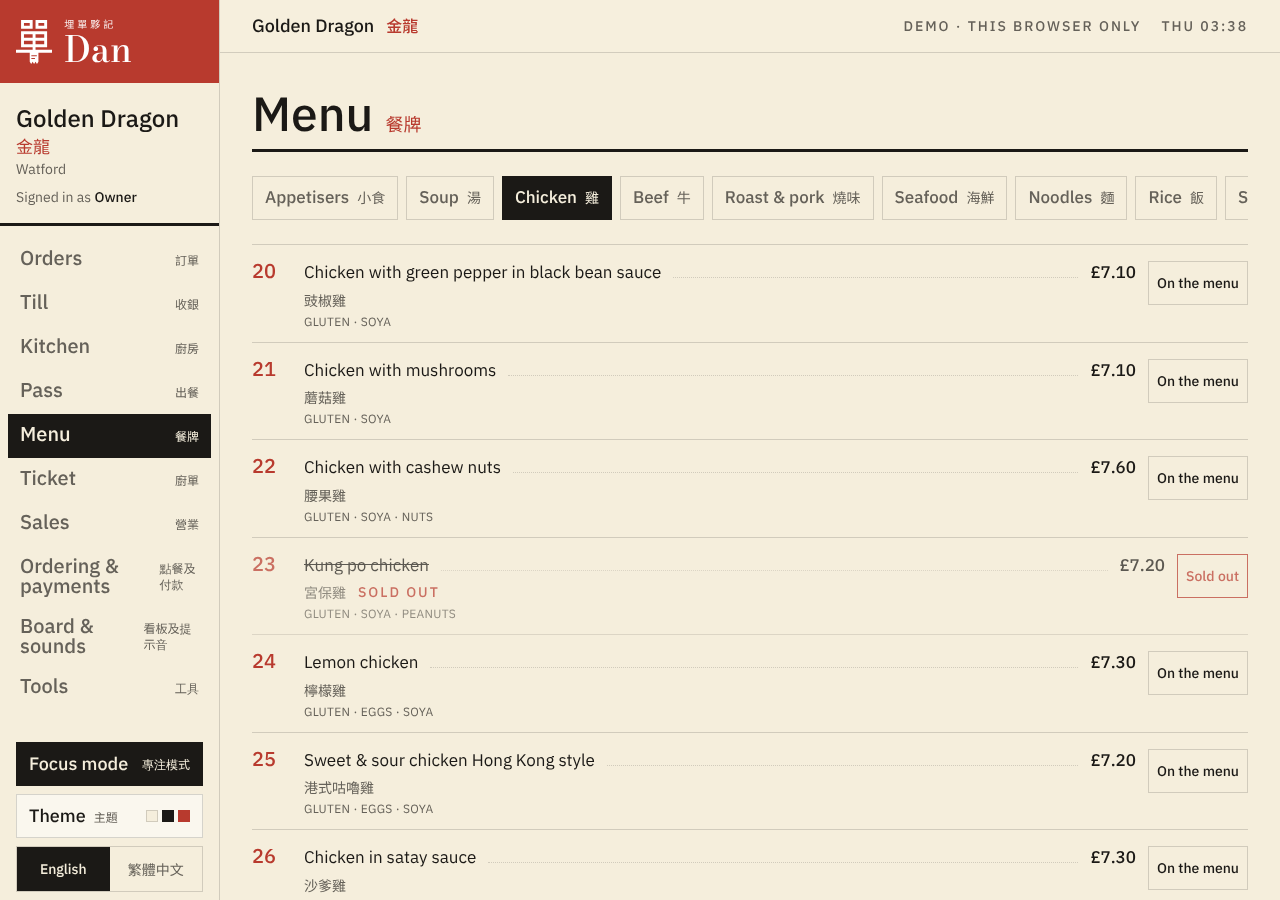 單 埋單夥記
Dan
Golden Dragon
金龍
Watford
Signed in as Owner
Orders 訂單
Till 收銀
Kitchen 廚房
Pass 出餐
Menu 餐牌
Ticket 廚單
Sales 營業
Ordering & payments 點餐及付款
Board & sounds 看板及提示音
Tools 工具
Focus mode 專注模式
Theme 主題
English 繁體中文
Golden Dragon 金龍 DEMO · THIS BROWSER ONLY THU 03:38
Menu 餐牌
Appetisers 小食 Soup 湯 Chicken 雞 Beef 牛 Roast & pork 燒味 Seafood 海鮮 Noodles 麵 Rice 飯 S
20 Chicken with green pepper in black bean sauce £7.10 On the menu
豉椒雞
GLUTEN · SOYA
21 Chicken with mushrooms £7.10 On the menu
蘑菇雞
GLUTEN · SOYA
22 Chicken with cashew nuts £7.60 On the menu
腰果雞
GLUTEN · SOYA · NUTS
23 Kung po chicken £7.20 Sold out
宮保雞 SOLD OUT
GLUTEN · SOYA · PEANUTS
24 Lemon chicken £7.30 On the menu
檸檬雞
GLUTEN · EGGS · SOYA
25 Sweet & sour chicken Hong Kong style £7.20 On the menu
港式咕嚕雞
GLUTEN · EGGS · SOYA
26 Chicken in satay sauce £7.30 On the menu
沙爹雞